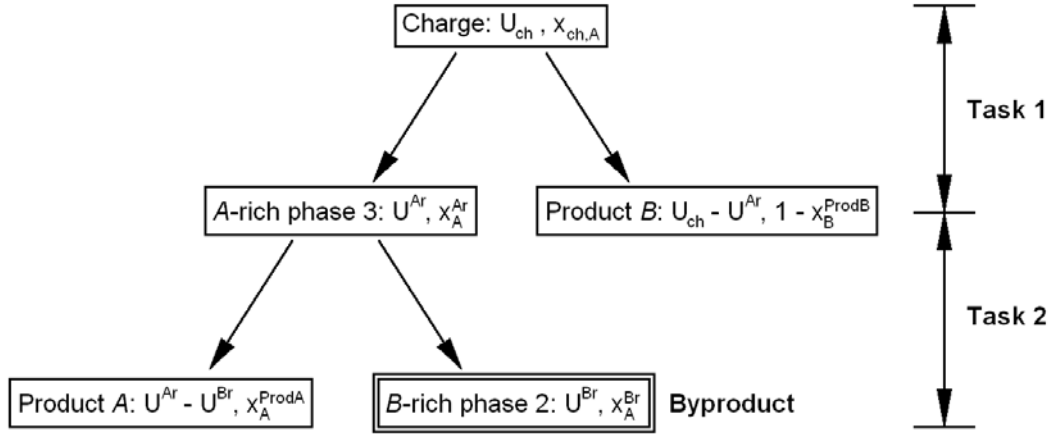 Charge: U_ch , x_ch,A
Task 1
A-rich phase 3: U^Ar, x_A^Ar
Product B: U_ch - U^Ar, 1 - x_B^ProdB
Task 2
Product A: U^Ar - U^Br, x_A^ProdA
B-rich phase 2: U^Br, x_A^Br
Byproduct